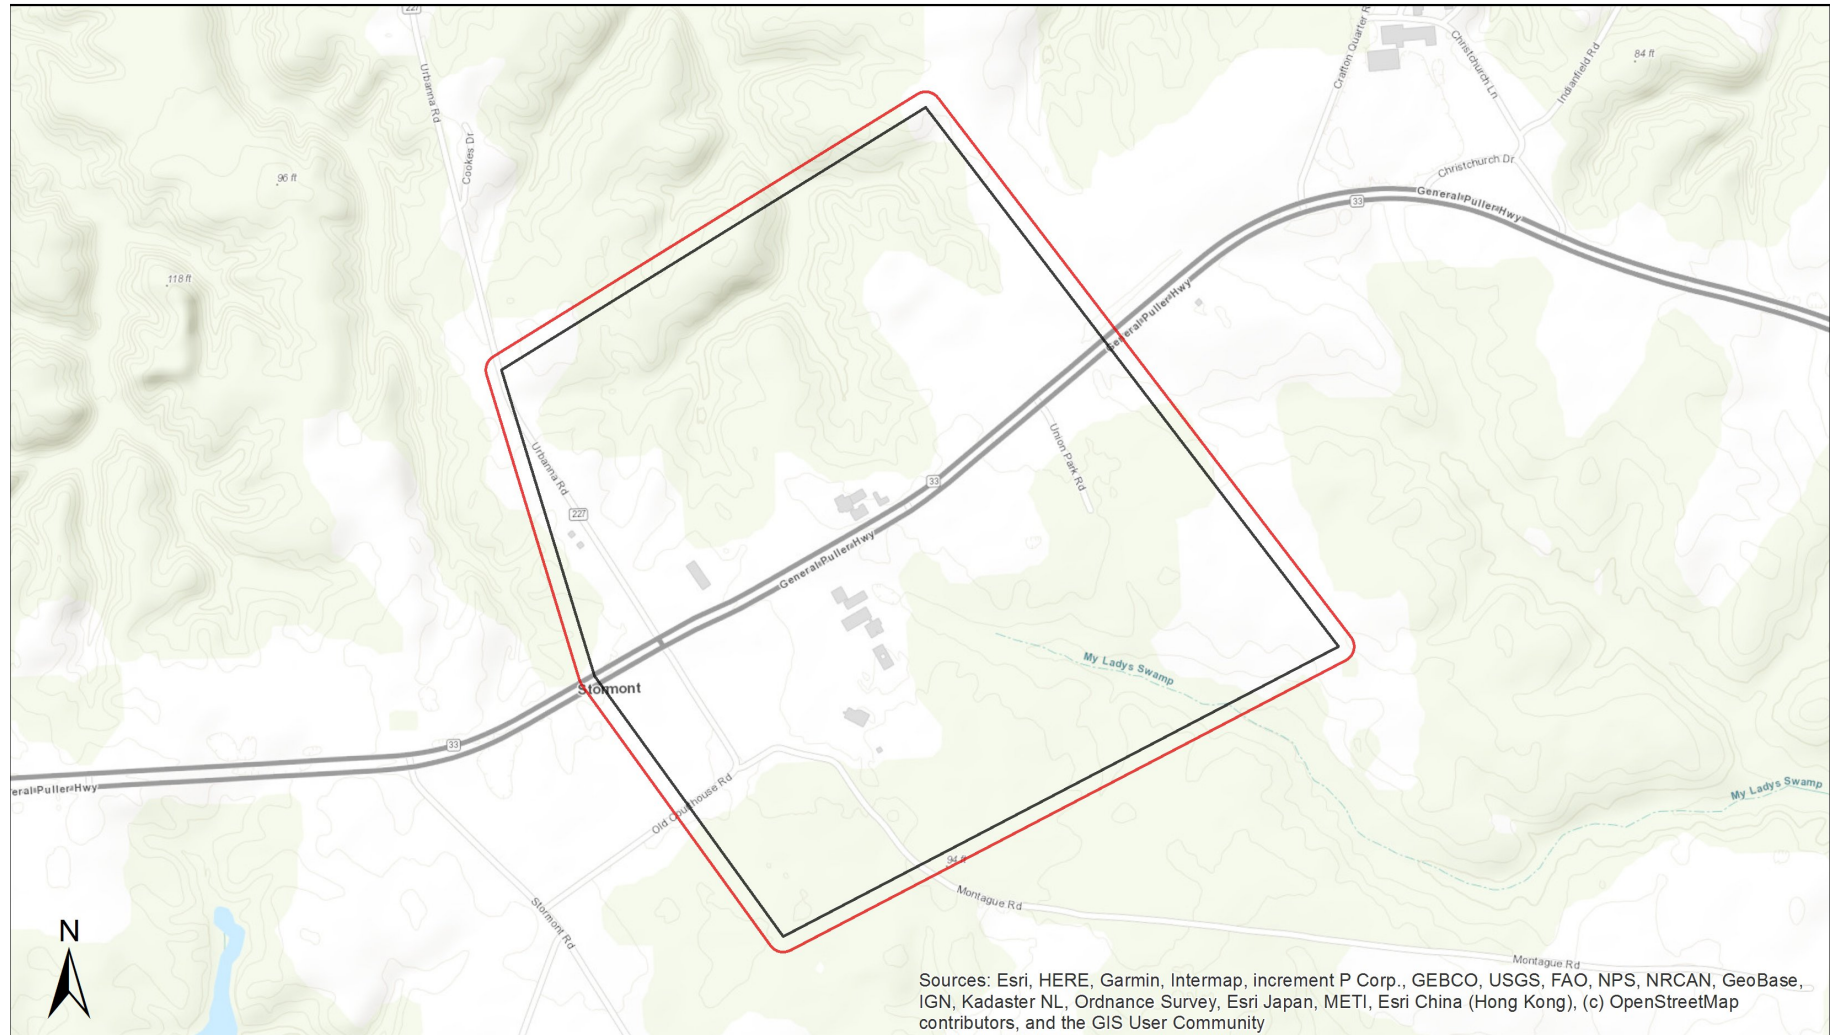 227
Urbanna Rd
Cookes Dr
96 ft
118 ft
Crafton Quarter R
Christchurch Ln
Indianfield Rd
84 ft
Christchurch Dr
General Puller Hwy
33
General Puller Hwy
Union Park Rd
Urbanna Rd
227
33
General Puller Hwy
Stormont
My Ladys Swamp
33
eral Puller Hwy
Old Courthouse Rd
My Ladys Swamp
94 ft
Montague Rd
Stormont Rd
Montague Rd
N
Sources: Esri, HERE, Garmin, Intermap, increment P Corp., GEBCO, USGS, FAO, NPS, NRCAN, GeoBase,
IGN, Kadaster NL, Ordnance Survey, Esri Japan, METI, Esri China (Hong Kong), (c) OpenStreetMap
contributors, and the GIS User Community